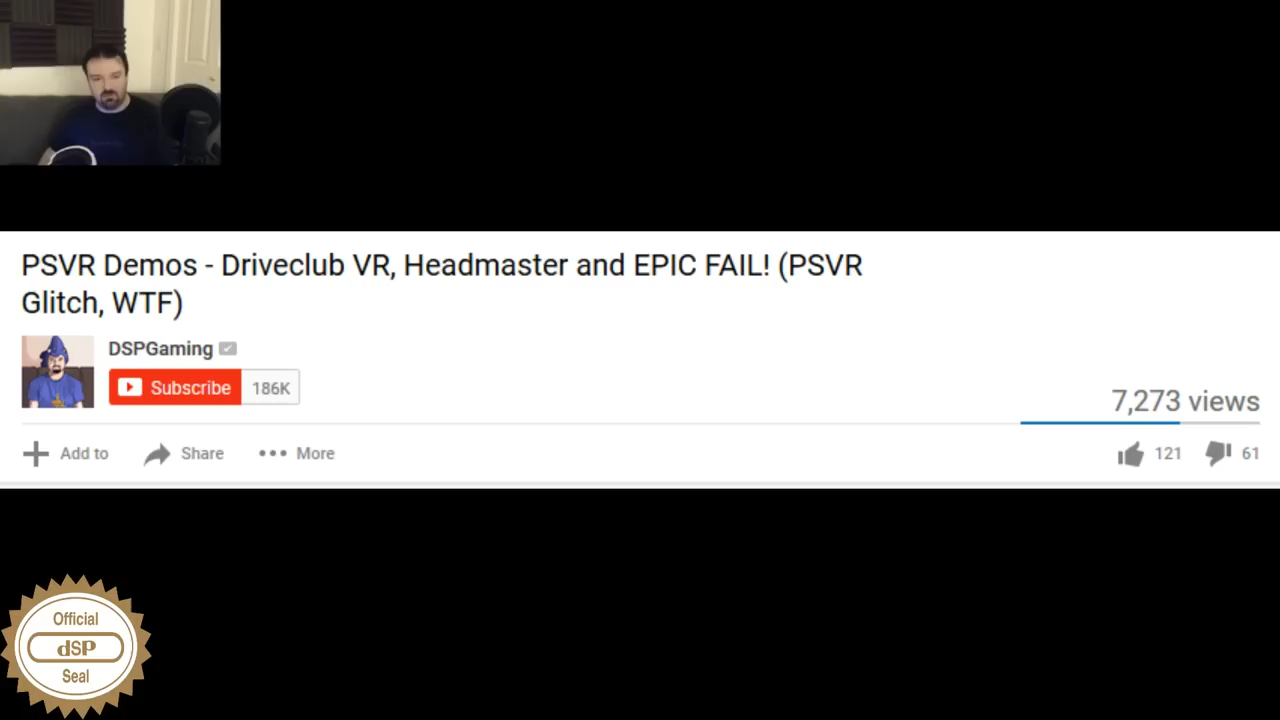 PSVR Demos - Driveclub VR, Headmaster and EPIC FAIL! (PSVR
Glitch, WTF)
DSPGaming
Subscribe 186K
7,273 views
Add to Share More 121 61
Official
dSP
Seal